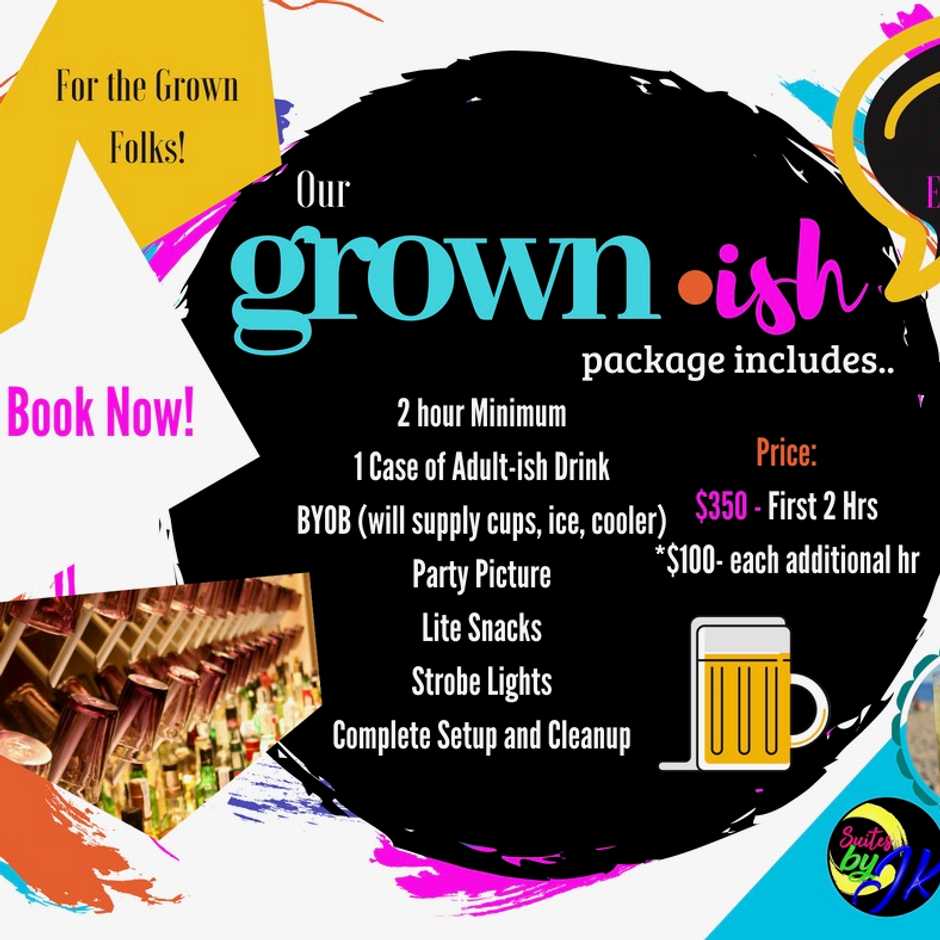 For the Grown
Folks!
Our
grown•ish
package includes..
Book Now!
2 hour Minimum
1 Case of Adult-ish Drink
BYOB (will supply cups, ice, cooler)
Party Picture
Lite Snacks
Strobe Lights
Complete Setup and Cleanup
Price:
$350 - First 2 Hrs
*$100- each additional hr
Suites
by JK